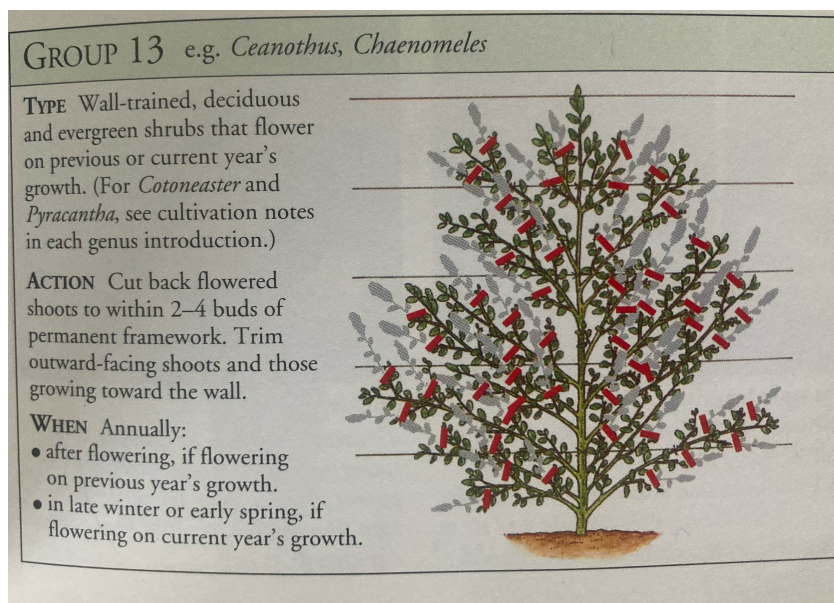 GROUP 13 e.g. Ceanothus, Chaenomeles
TYPE Wall-trained, deciduous
and evergreen shrubs that flower
on previous or current year's
growth. (For Cotoneaster and
Pyracantha, see cultivation notes
in each genus introduction.)
ACTION Cut back flowered
shoots to within 2–4 buds of
permanent framework. Trim
outward-facing shoots and those
growing toward the wall.
WHEN Annually:
• after flowering, if flowering
on previous year's growth.
• in late winter or early spring, if
flowering on current year's growth.